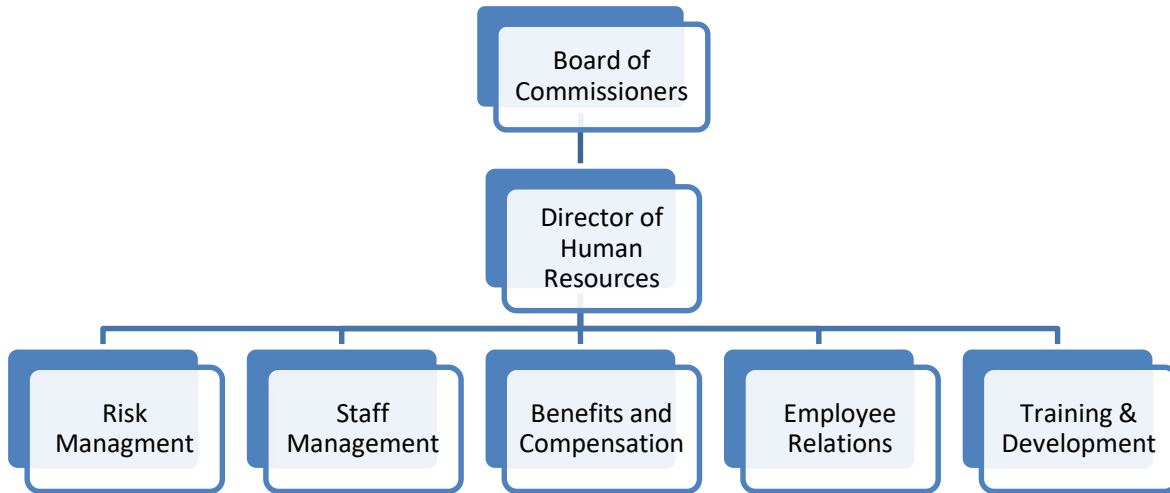 Board of
Commissioners
Director of
Human
Resources
Risk
Managment
Staff
Management
Benefits and
Compensation
Employee
Relations
Training &
Development